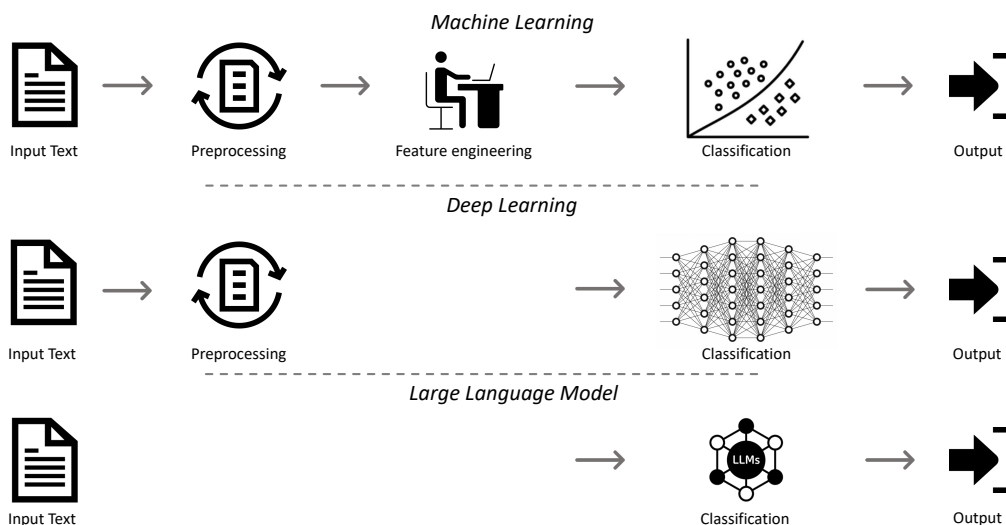 Machine Learning
Input Text
Preprocessing
Feature engineering
Classification
Output
Deep Learning
Input Text
Preprocessing
Classification
Output
Large Language Model
LLMs
Input Text
Classification
Output